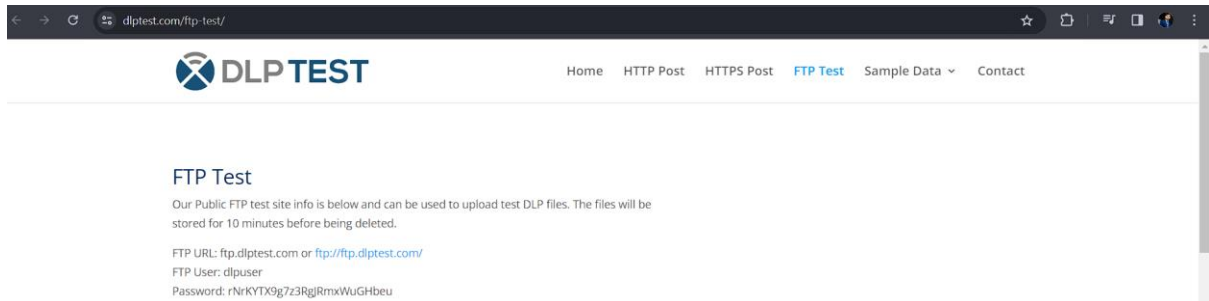 dlptest.com/ftp-test/
DLPTEST
Home HTTP Post HTTPS Post FTP Test Sample Data Contact
FTP Test
Our Public FTP test site info is below and can be used to upload test DLP files. The files will be
stored for 10 minutes before being deleted.
FTP URL: ftp.dlptest.com or ftp://ftp.dlptest.com/
FTP User: dlpuser
Password: rNrKYTX9g7z3RgJRmxWuGHbeu